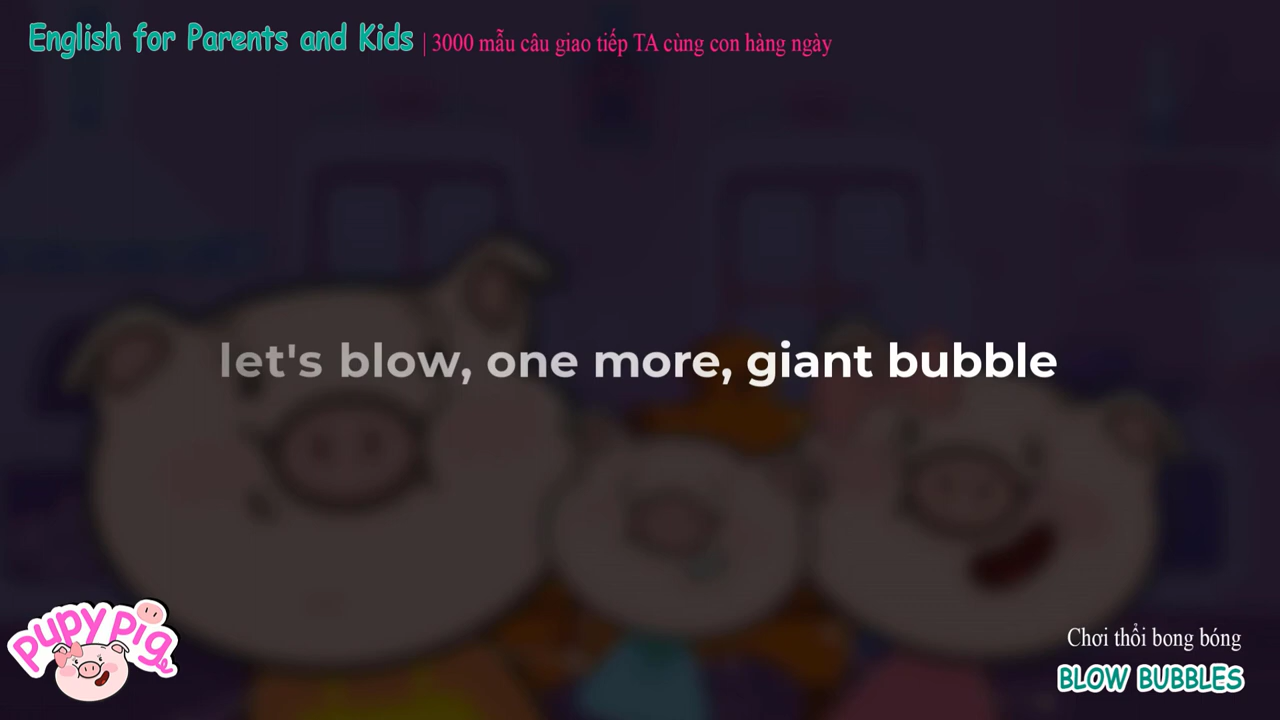 English for Parents and Kids | 3000 mẫu câu giao tiếp TA cùng con hàng ngày
let's blow, one more, giant bubble
pupy pig
Chơi thổi bong bóng
BLOW BUBBLES